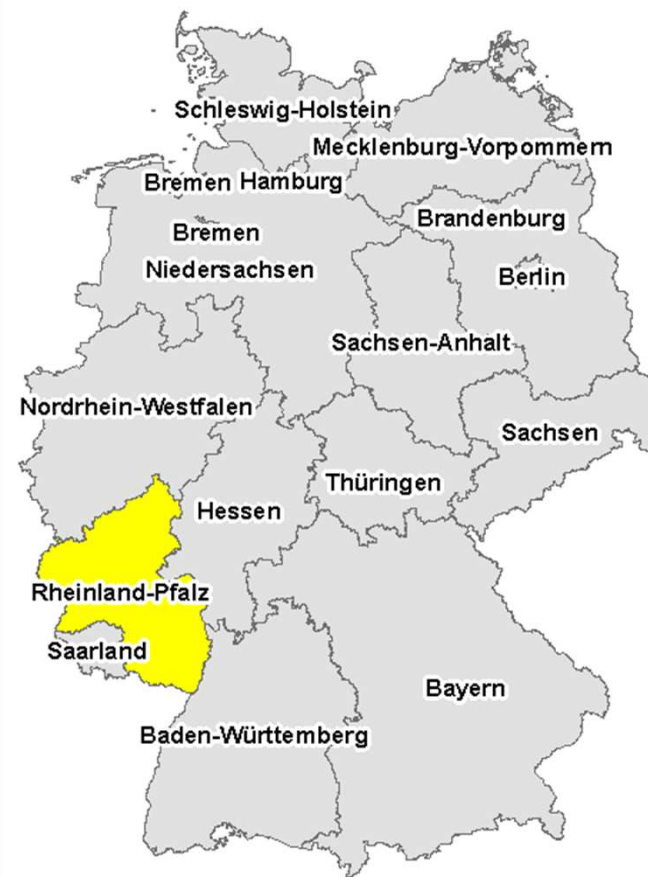 Schleswig-Holstein
Mecklenburg-Vorpommern
Bremen
Hamburg
Brandenburg
Bremen
Niedersachsen
Berlin
Sachsen-Anhalt
Nordrhein-Westfalen
Sachsen
Thüringen
Hessen
Rheinland-Pfalz
Saarland
Bayern
Baden-Württemberg